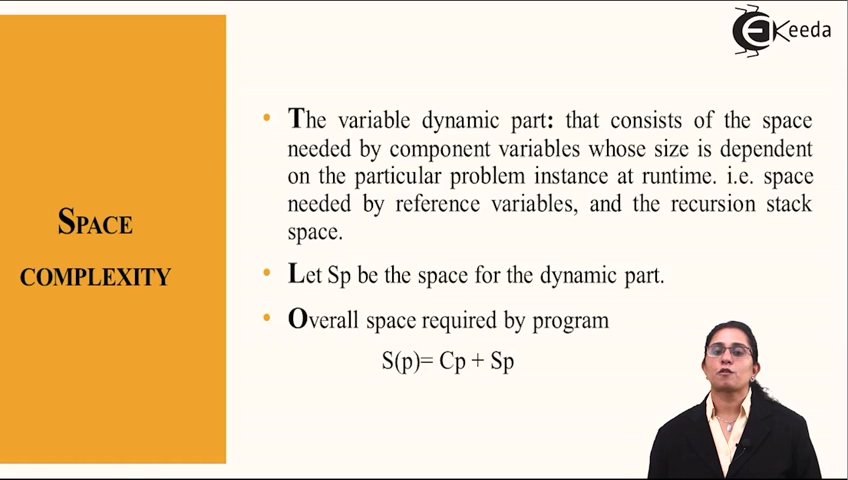 EKeeda
SPACE
COMPLEXITY
• The variable dynamic part: that consists of the space
needed by component variables whose size is dependent
on the particular problem instance at runtime. i.e. space
needed by reference variables, and the recursion stack
space.
• Let Sp be the space for the dynamic part.
• Overall space required by program
S(p)= Cp + Sp